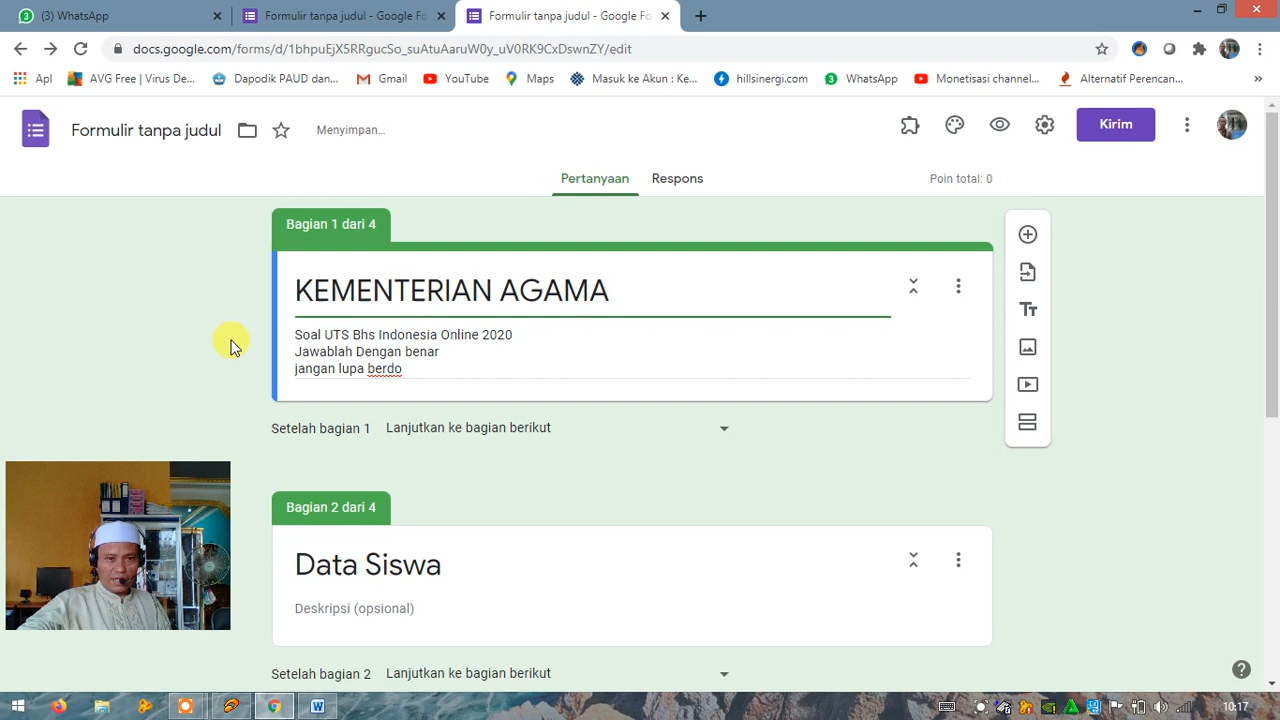 (3) WhatsApp
Formulir tanpa judul - Google Fo
Formulir tanpa judul - Google Fo
docs.google.com/forms/d/1bhpuEjX5RRgucSo_suAtuAaruW0y_uV0RK9CxDswnZY/edit
Apl
AVG Free | Virus De...
Dapodik PAUD dan...
Gmail
YouTube
Maps
Masuk ke Akun : Ke...
hillsinergi.com
WhatsApp
Monetisasi channel...
Alternatif Perencan...
»
Formulir tanpa judul
Menyimpan...
Kirim
Pertanyaan
Respons
Poin total: 0
Bagian 1 dari 4
KEMENTERIAN AGAMA
Soal UTS Bhs Indonesia Online 2020
Jawablah Dengan benar
jangan lupa berdo
Setelah bagian 1
Lanjutkan ke bagian berikut
Bagian 2 dari 4
Data Siswa
Deskripsi (opsional)
Setelah bagian 2
Lanjutkan ke bagian berikut
10:17